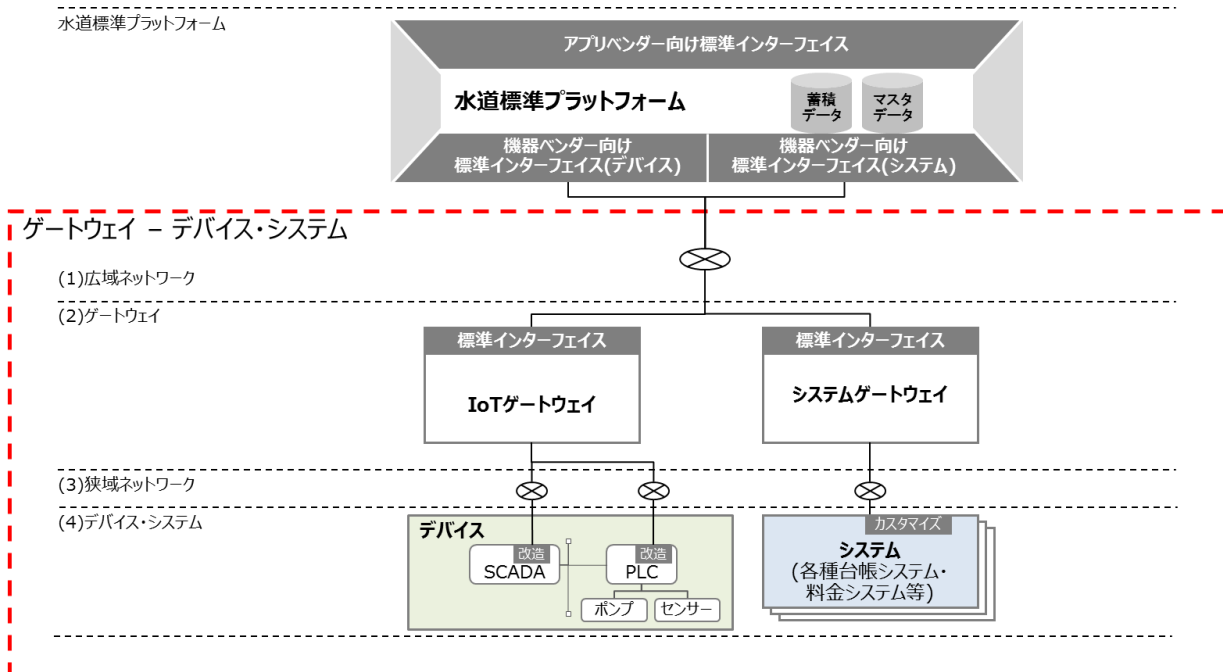 水道標準プラットフォーム
アプリベンダー向け標準インターフェイス
水道標準プラットフォーム
蓄積
データ
マスタ
データ
機器ベンダー向け
標準インターフェイス(デバイス)
機器ベンダー向け
標準インターフェイス(システム)
ゲートウェイ – デバイス・システム
(1)広域ネットワーク
(2)ゲートウェイ
標準インターフェイス
IoTゲートウェイ
標準インターフェイス
システムゲートウェイ
(3)狭域ネットワーク
(4)デバイス・システム
デバイス
改造
SCADA
改造
PLC
ポンプ
センサー
カスタマイズ
システム
(各種台帳システム・
料金システム等)